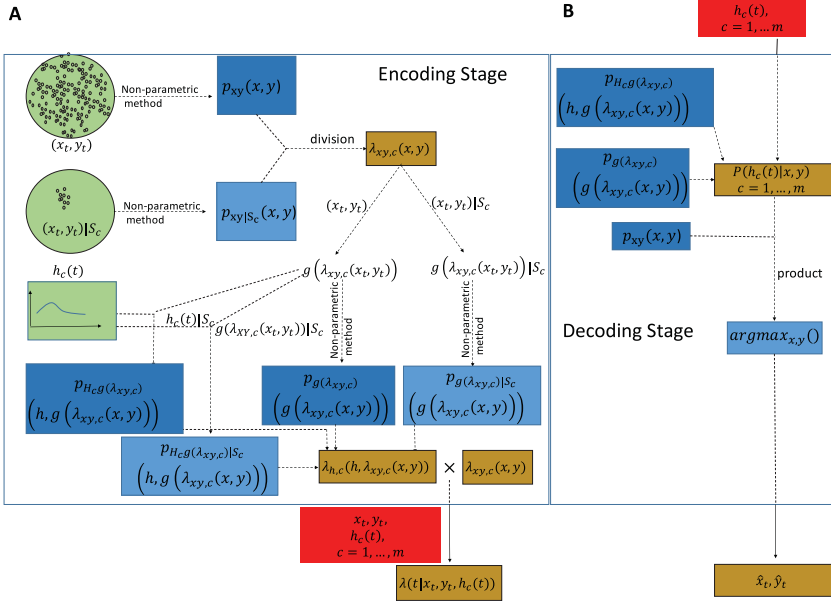 A
Encoding Stage
(x_t, y_t)
Non-parametric
method
p_xy(x, y)
division
λ_xy,c(x, y)
(x_t, y_t)|S_c
Non-parametric
method
p_xy|S_c(x, y)
(x_t, y_t)
(x_t, y_t)|S_c
h_c(t)
g(λ_xy,c(x_t, y_t))
g(λ_xy,c(x_t, y_t))|S_c
h_c(t)|S_c
g(λ_XY,c(x_t, y_t))|S_c
Non-parametric
method
Non-parametric
method
p_H_c g(λ_xy,c)
(h, g(λ_xy,c(x, y)))
p_g(λ_xy,c)
(g(λ_xy,c(x, y)))
p_g(λ_xy,c)|S_c
(g(λ_xy,c(x, y)))
p_H_c g(λ_xy,c)|S_c
(h, g(λ_xy,c(x, y)))
λ_h,c(h, λ_xy,c(x, y))
×
λ_xy,c(x, y)
x_t, y_t,
h_c(t),
c = 1, … , m
λ(t|x_t, y_t, h_c(t))
B
h_c(t),
c = 1, … m
p_H_c g(λ_xy,c)
(h, g(λ_xy,c(x, y)))
p_g(λ_xy,c)
(g(λ_xy,c(x, y)))
P(h_c(t)|x, y)
c = 1, … , m
p_xy(x, y)
product
Decoding Stage
argmax_x,y()
x̂_t, ŷ_t